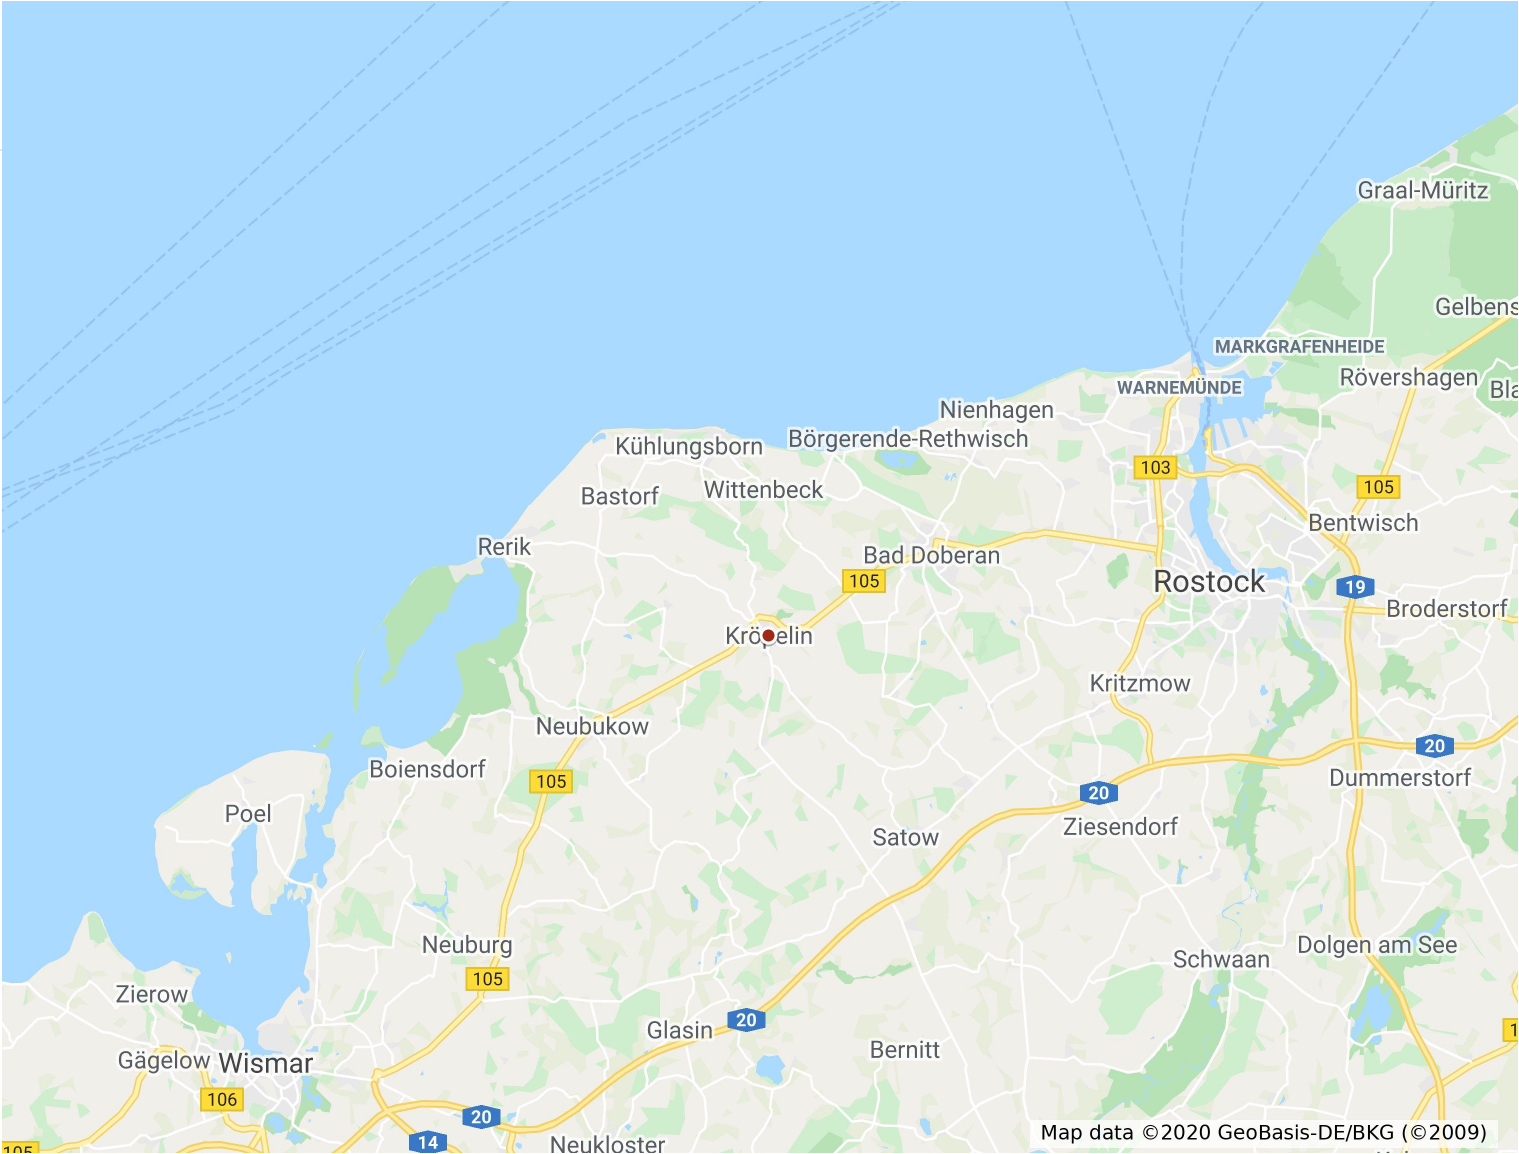 Graal-Müritz
Gelbens
MARKGRAFENHEIDE
Rövershagen
WARNEMÜNDE
Bla
Nienhagen
Börgerende-Rethwisch
Kühlungsborn
103
105
Wittenbeck
Bastorf
Bentwisch
Rerik
Bad Doberan
105
Rostock
19
Broderstorf
Kröpelin
Kritzmow
Neubukow
20
Boiensdorf
105
Dummerstorf
20
Poel
Ziesendorf
Satow
Neuburg
Dolgen am See
Schwaan
105
Zierow
20
Glasin
1
Bernitt
Gägelow
Wismar
106
20
14
Neukloster
105
Map data ©2020 GeoBasis-DE/BKG (©2009)